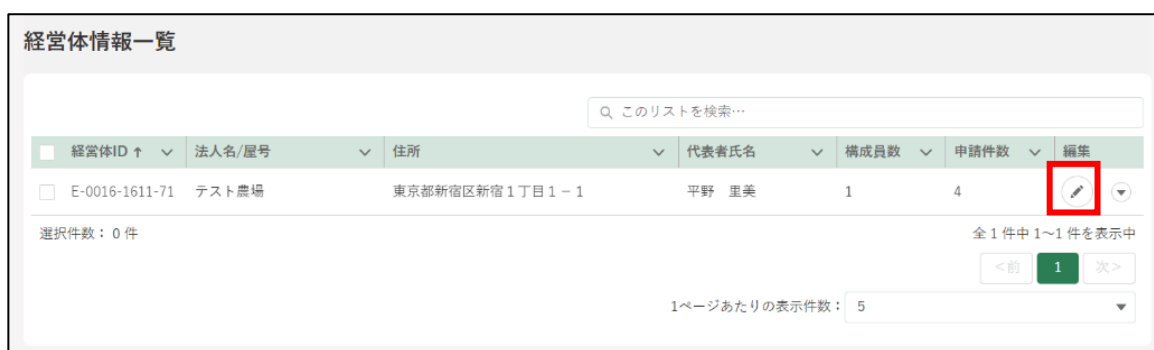 経営体情報一覧
このリストを検索…
経営体ID ↑ 法人名/屋号 住所 代表者氏名 構成員数 申請件数 編集
E-0016-1611-71 テスト農場 東京都新宿区新宿１丁目１－１ 平野　里美 1 4
選択件数： 0 件 全 1 件中 1～1 件を表示中
<前 1 次>
1ページあたりの表示件数： 5